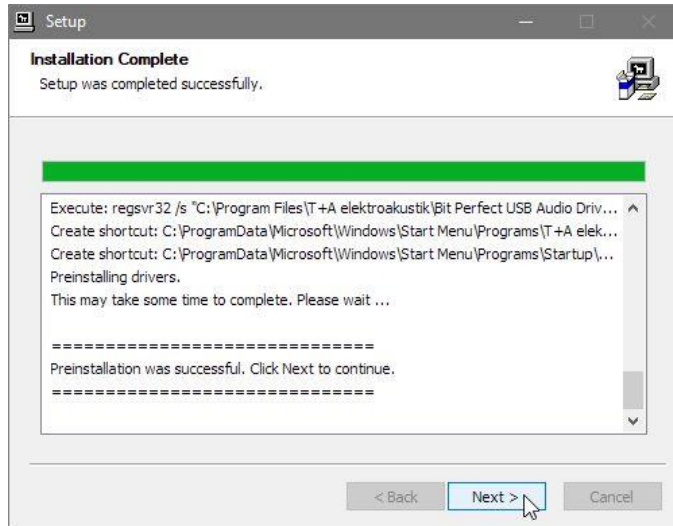 Setup
Installation Complete
Setup was completed successfully.
Execute: regsvr32 /s "C:\Program Files\T+A elektroakustik\Bit Perfect USB Audio Driv...
Create shortcut: C:\ProgramData\Microsoft\Windows\Start Menu\Programs\T+A elek...
Create shortcut: C:\ProgramData\Microsoft\Windows\Start Menu\Programs\Startup\...
Preinstalling drivers.
This may take some time to complete. Please wait ...
==============================
Preinstallation was successful. Click Next to continue.
==============================
< Back
Next >
Cancel